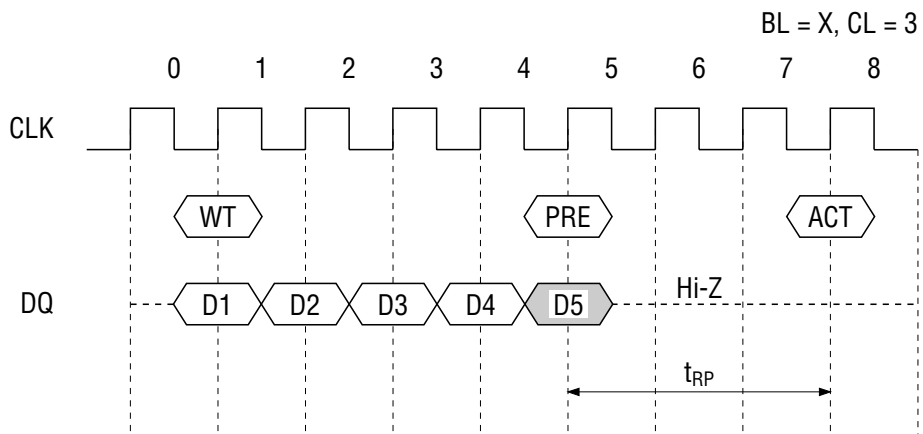 BL = X, CL = 3
0 1 2 3 4 5 6 7 8
CLK
WT PRE ACT
DQ D1 D2 D3 D4 D5 Hi-Z
tRP